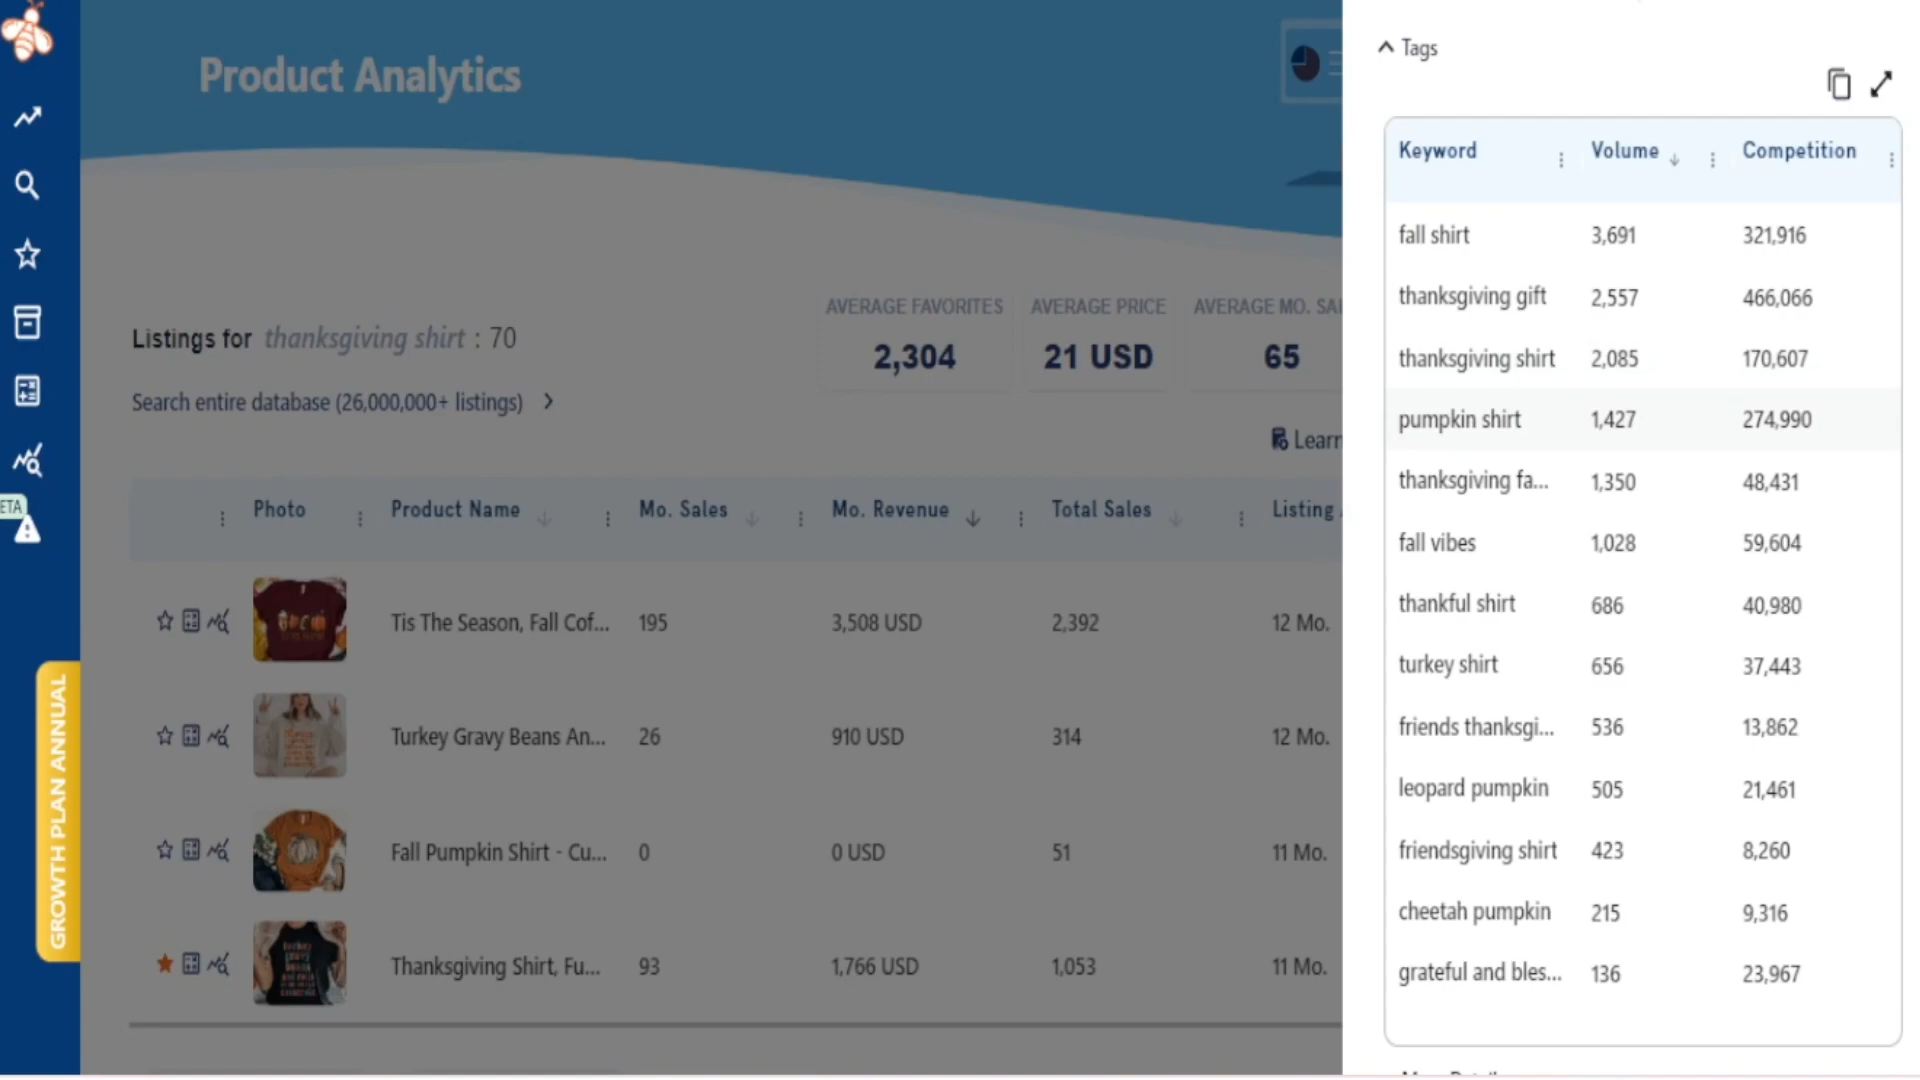 Product Analytics
Listings for thanksgiving shirt : 70
Search entire database (26,000,000+ listings)
AVERAGE FAVORITES
2,304
AVERAGE PRICE
21 USD
AVERAGE MO. SAL
65
Learn
Photo Product Name Mo. Sales Mo. Revenue Total Sales Listing
Tis The Season, Fall Cof... 195 3,508 USD 2,392 12 Mo.
Turkey Gravy Beans An... 26 910 USD 314 12 Mo.
Fall Pumpkin Shirt - Cu... 0 0 USD 51 11 Mo.
Thanksgiving Shirt, Fu... 93 1,766 USD 1,053 11 Mo.
ETA
GROWTH PLAN ANNUAL
Tags
Keyword Volume Competition
fall shirt 3,691 321,916
thanksgiving gift 2,557 466,066
thanksgiving shirt 2,085 170,607
pumpkin shirt 1,427 274,990
thanksgiving fa... 1,350 48,431
fall vibes 1,028 59,604
thankful shirt 686 40,980
turkey shirt 656 37,443
friends thanksgi... 536 13,862
leopard pumpkin 505 21,461
friendsgiving shirt 423 8,260
cheetah pumpkin 215 9,316
grateful and bles... 136 23,967